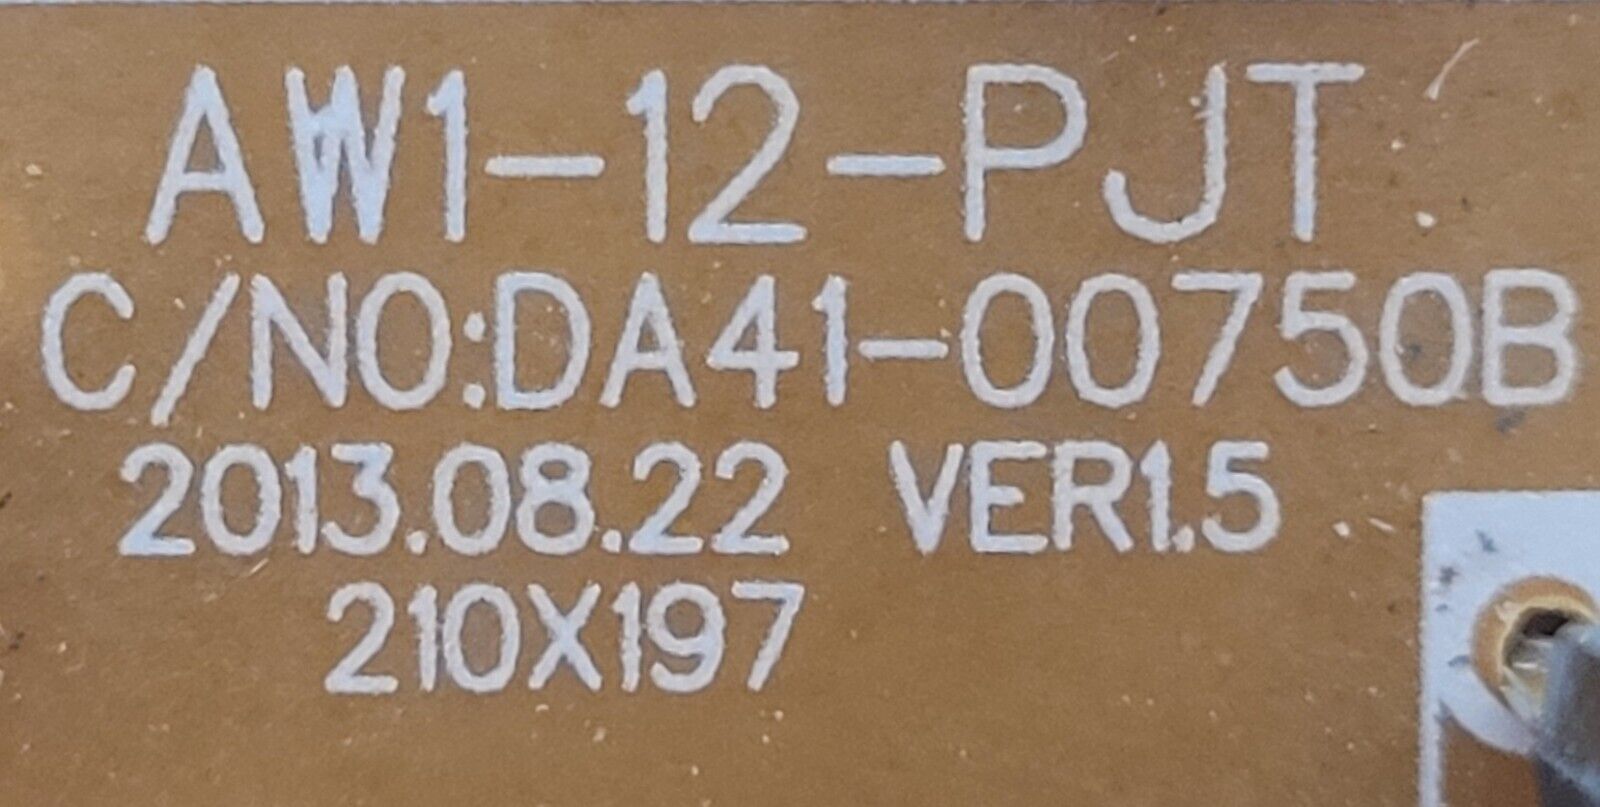 AW1-12-PJT
C/NO:DA41-00750B
2013.08.22 VER1.5
210X197